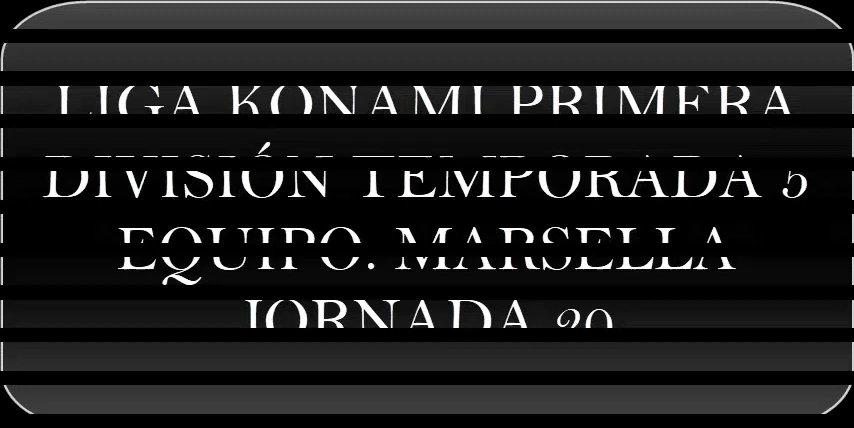 LIGA KONAMI PRIMERA
DIVISIÓN TEMPORADA 5
EQUIPO: MARSELLA
JORNADA 20